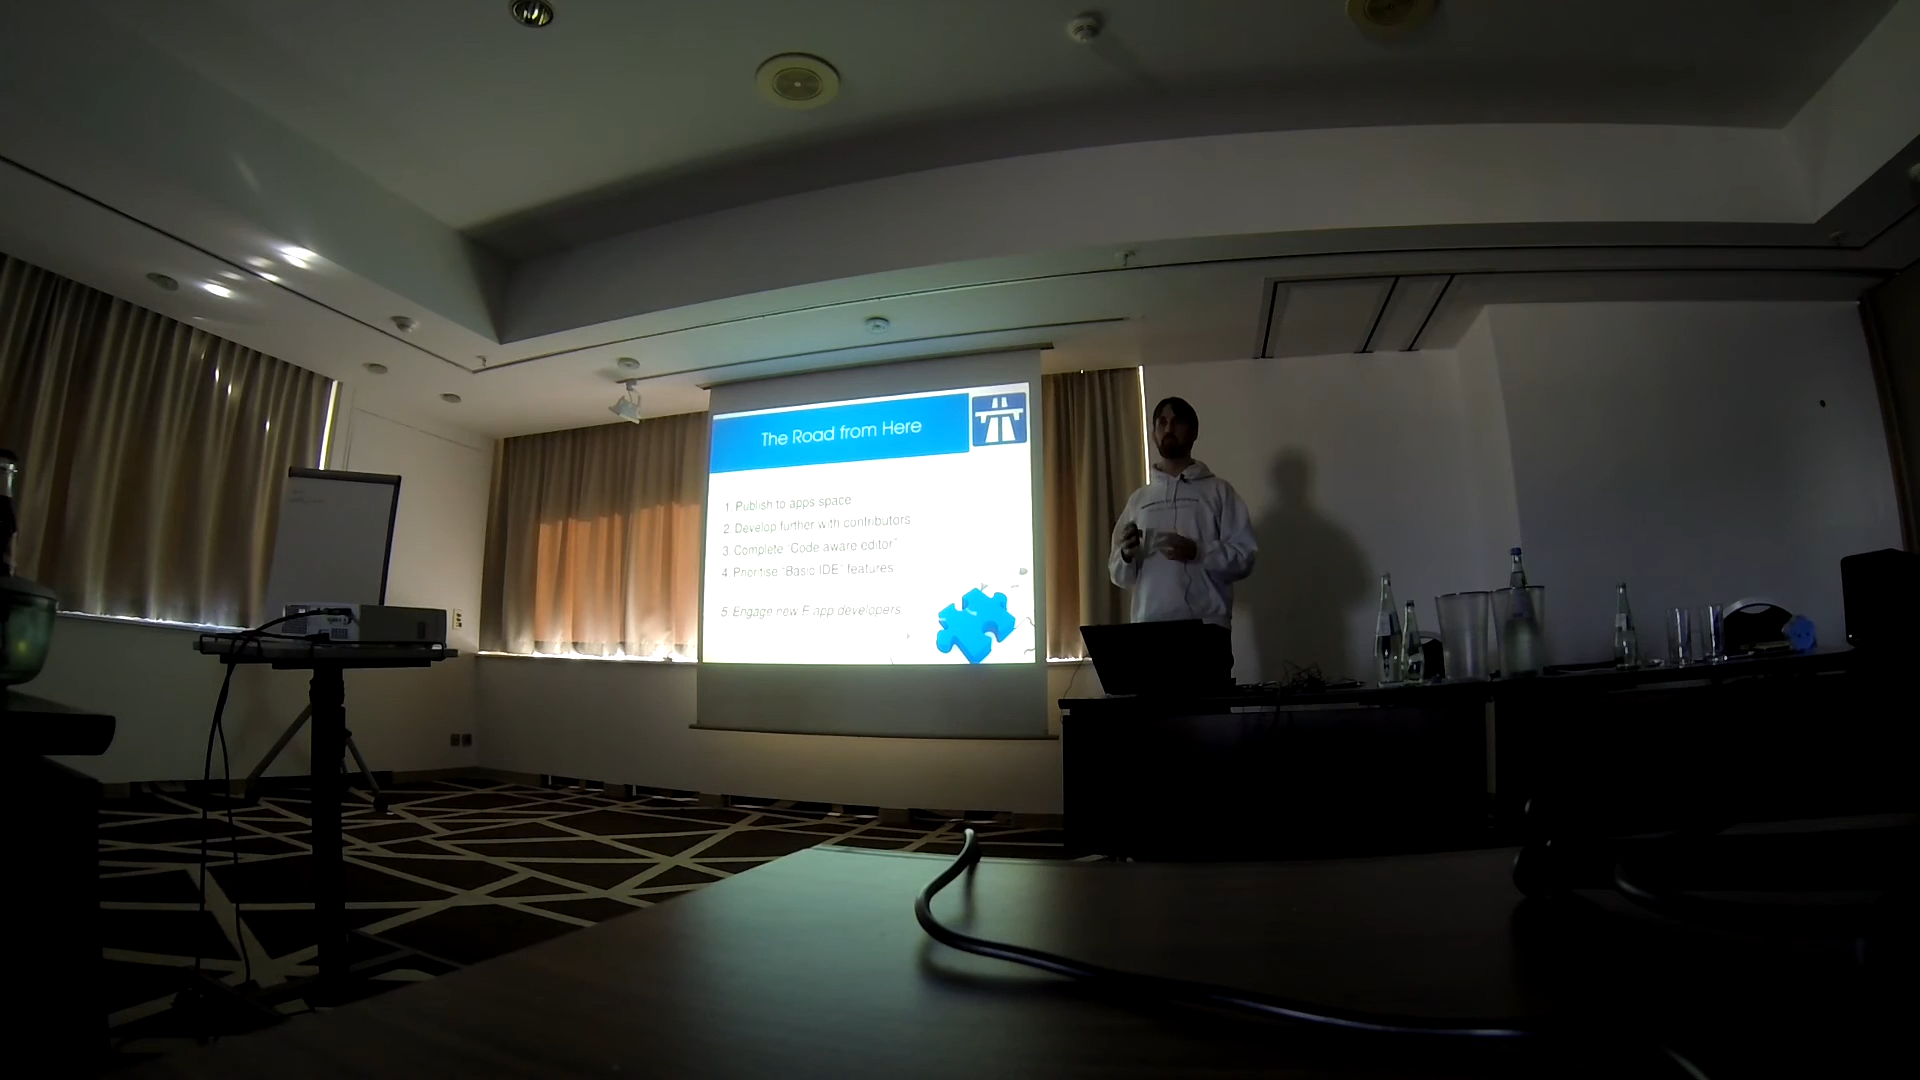 The Road from Here
1. Publish to apps space
2. Develop further with contributors
3. Complete "Code aware editor"
4. Prioritise "Basic IDE" features
5. Engage new E app developers